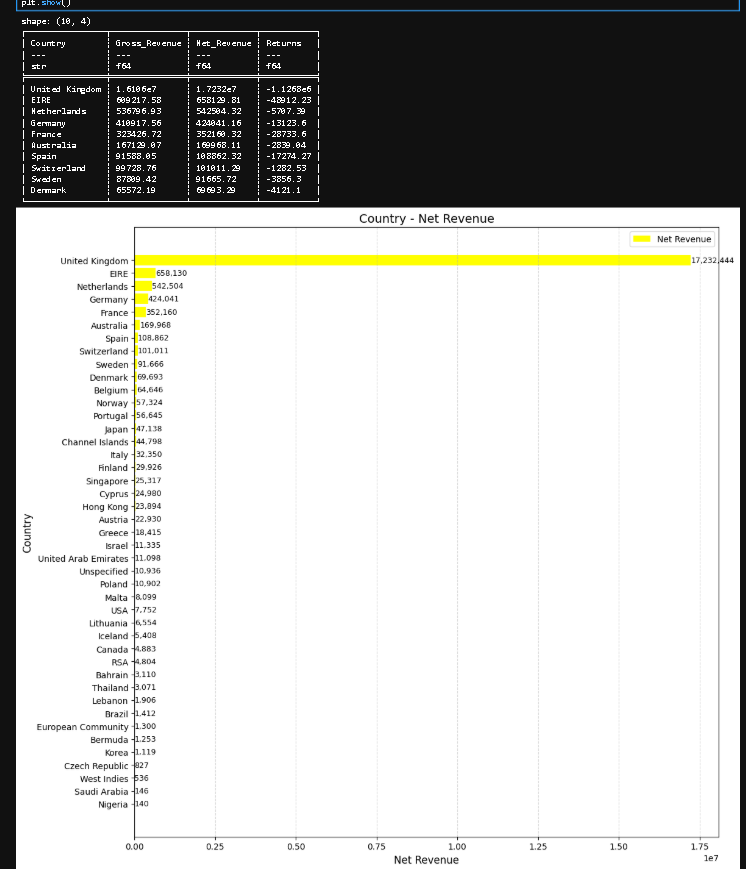 plt.show()
shape: (10, 4)
Country Gross_Revenue Net_Revenue Returns
--- --- --- ---
str f64 f64 f64
United Kingdom 1.6106e7 1.7232e7 -1.1268e6
EIRE 609217.58 658129.81 -48912.23
Netherlands 536796.93 542504.32 -5707.39
Germany 410917.56 424041.16 -13123.6
France 323426.72 352160.32 -28733.6
Australia 167129.07 169968.11 -2839.04
Spain 91588.05 108862.32 -17274.27
Switzerland 99728.76 101011.29 -1282.53
Sweden 87809.42 91665.72 -3856.3
Denmark 65572.19 69693.29 -4121.1
Country - Net Revenue
Net Revenue
United Kingdom 17,232,444
EIRE 658,130
Netherlands 542,504
Germany 424,041
France 352,160
Australia 169,968
Spain 108,862
Switzerland 101,011
Sweden 91,666
Denmark 69,693
Belgium 64,646
Norway 57,324
Portugal 56,645
Japan 47,138
Channel Islands 44,798
Italy 32,350
Finland 29,926
Singapore 25,317
Cyprus 24,980
Hong Kong 23,894
Austria 22,930
Greece 18,415
Israel 11,335
United Arab Emirates 11,098
Unspecified 10,936
Poland 10,902
Malta 8,099
USA 7,752
Lithuania 6,554
Iceland 5,408
Canada 4,883
RSA 4,804
Bahrain 3,110
Thailand 3,071
Lebanon 1,906
Brazil 1,412
European Community 1,300
Bermuda 1,253
Korea 1,119
Czech Republic 827
West Indies 536
Saudi Arabia 146
Nigeria 140
Country
0.00 0.25 0.50 0.75 1.00 1.25 1.50 1.75
1e7
Net Revenue